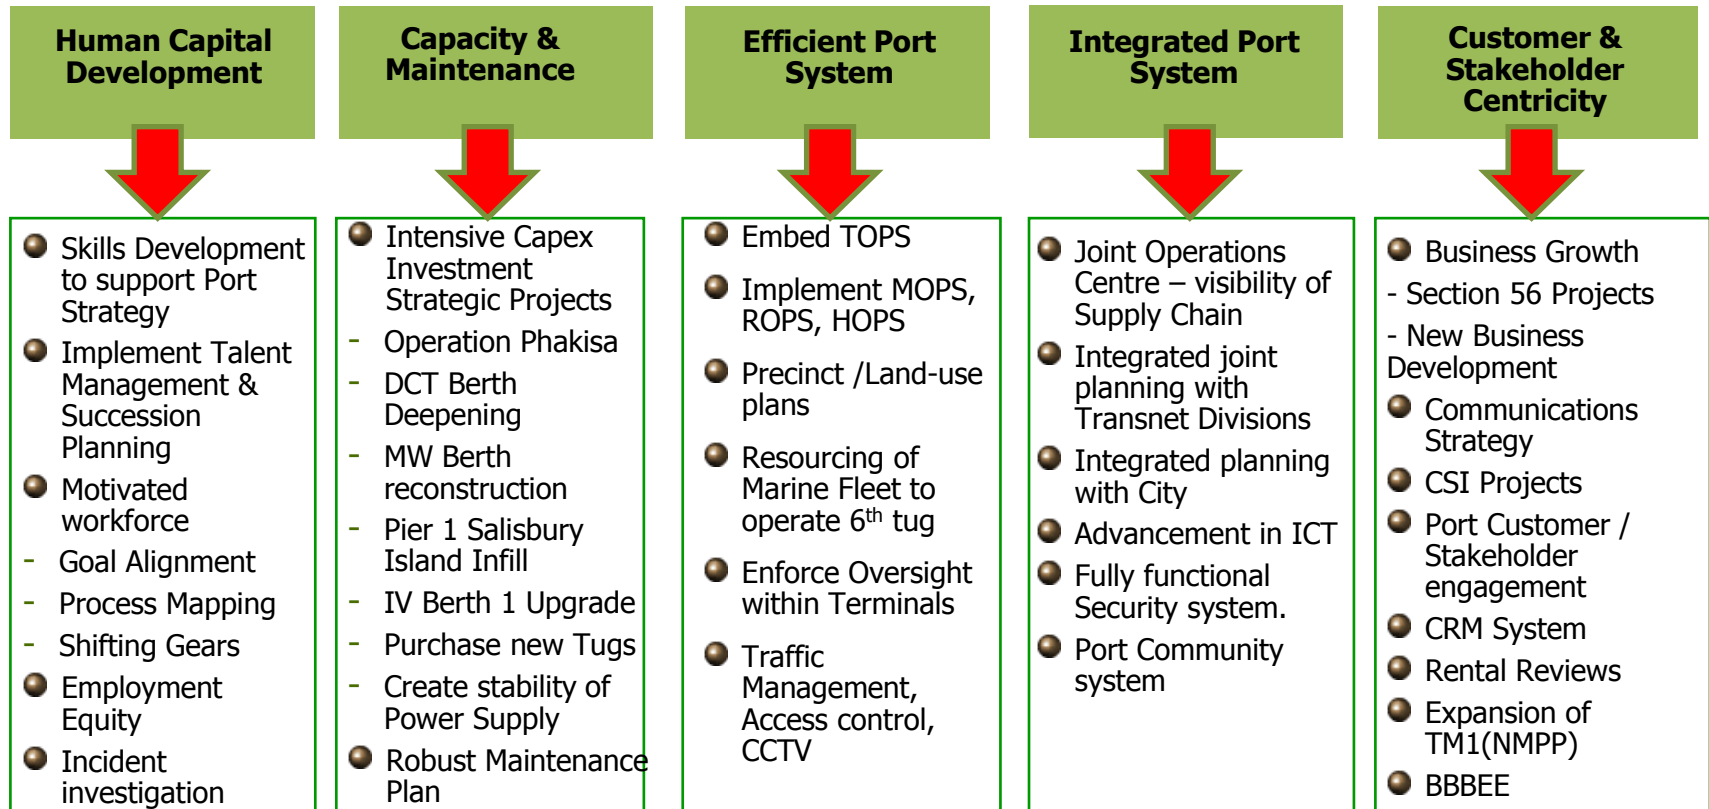 Human Capital
Development
Capacity &
Maintenance
Efficient Port
System
Integrated Port
System
Customer &
Stakeholder
Centricity
Skills Development
to support Port
Strategy
Implement Talent
Management &
Succession
Planning
Motivated
workforce
- Goal Alignment
- Process Mapping
- Shifting Gears
Employment
Equity
Incident
investigation
Intensive Capex
Investment
Strategic Projects
- Operation Phakisa
- DCT Berth
Deepening
- MW Berth
reconstruction
- Pier 1 Salisbury
Island Infill
- IV Berth 1 Upgrade
- Purchase new Tugs
- Create stability of
Power Supply
Robust Maintenance
Plan
Embed TOPS
Implement MOPS,
ROPS, HOPS
Precinct /Land-use
plans
Resourcing of
Marine Fleet to
operate 6th tug
Enforce Oversight
within Terminals
Traffic
Management,
Access control,
CCTV
Joint Operations
Centre – visibility of
Supply Chain
Integrated joint
planning with
Transnet Divisions
Integrated planning
with City
Advancement in ICT
Fully functional
Security system.
Port Community
system
Business Growth
- Section 56 Projects
- New Business
Development
Communications
Strategy
CSI Projects
Port Customer /
Stakeholder
engagement
CRM System
Rental Reviews
Expansion of
TM1(NMPP)
BBBEE